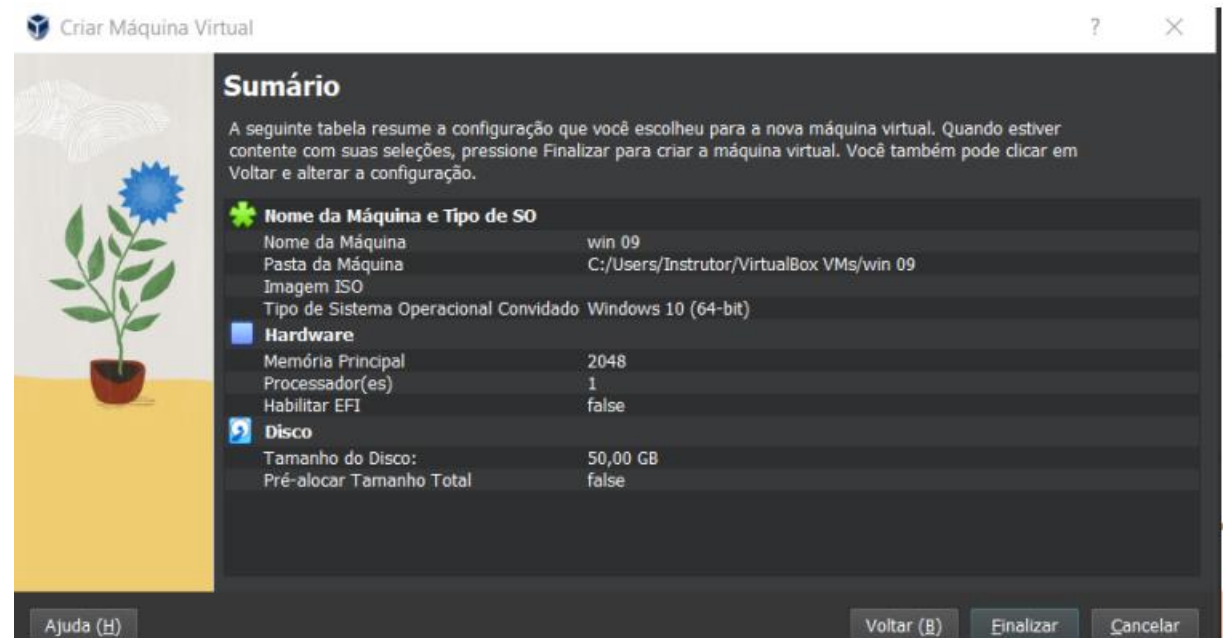 Criar Máquina Virtual ?
Sumário
A seguinte tabela resume a configuração que você escolheu para a nova máquina virtual. Quando estiver
contente com suas seleções, pressione Finalizar para criar a máquina virtual. Você também pode clicar em
Voltar e alterar a configuração.
Nome da Máquina e Tipo de SO
Nome da Máquina win 09
Pasta da Máquina C:/Users/Instrutor/VirtualBox VMs/win 09
Imagem ISO
Tipo de Sistema Operacional Convidado Windows 10 (64-bit)
Hardware
Memória Principal 2048
Processador(es) 1
Habilitar EFI false
Disco
Tamanho do Disco: 50,00 GB
Pré-alocar Tamanho Total false
Ajuda (H) Voltar (B) Finalizar Cancelar